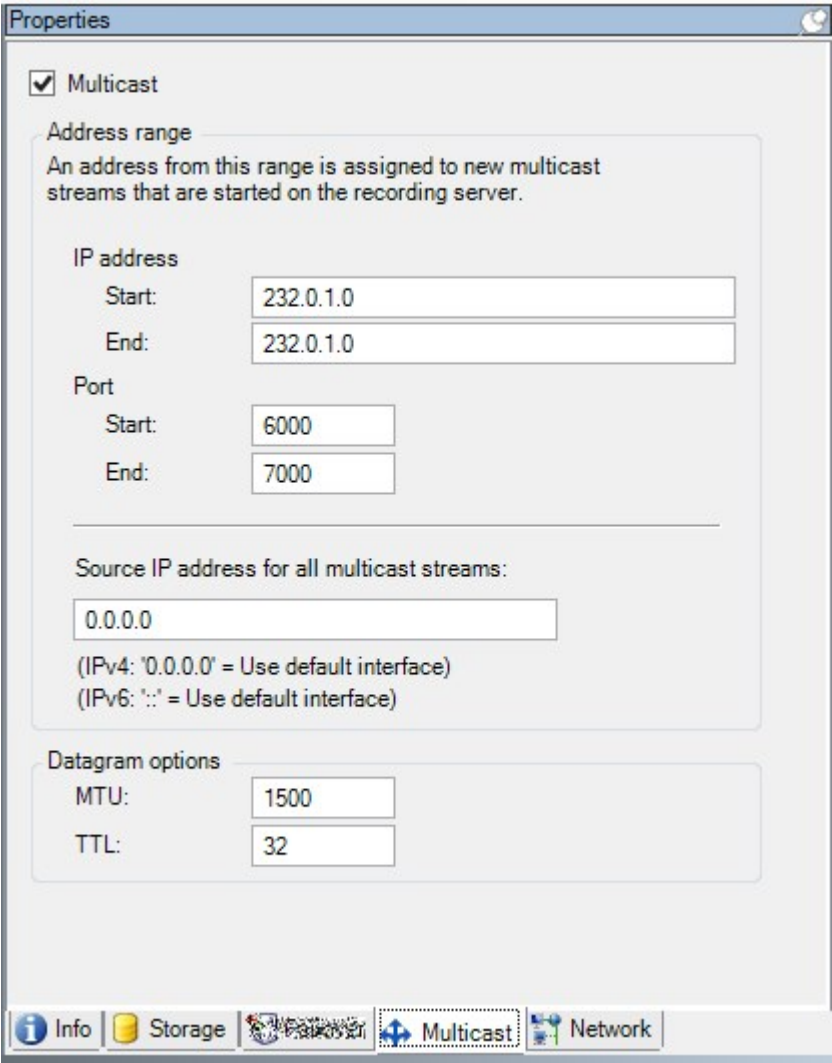 Properties
Multicast
Address range
An address from this range is assigned to new multicast
streams that are started on the recording server.
IP address
Start: 232.0.1.0
End: 232.0.1.0
Port
Start: 6000
End: 7000
Source IP address for all multicast streams:
0.0.0.0
(IPv4: '0.0.0.0' = Use default interface)
(IPv6: '::' = Use default interface)
Datagram options
MTU: 1500
TTL: 32
Info Storage Multicast Network